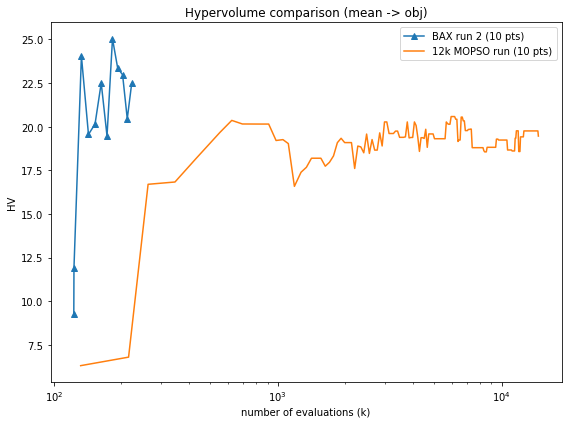 Hypervolume comparison (mean -> obj)
BAX run 2 (10 pts)
12k MOPSO run (10 pts)
25.0
22.5
20.0
17.5
15.0
12.5
10.0
7.5
HV
10²
10³
10⁴
number of evaluations (k)